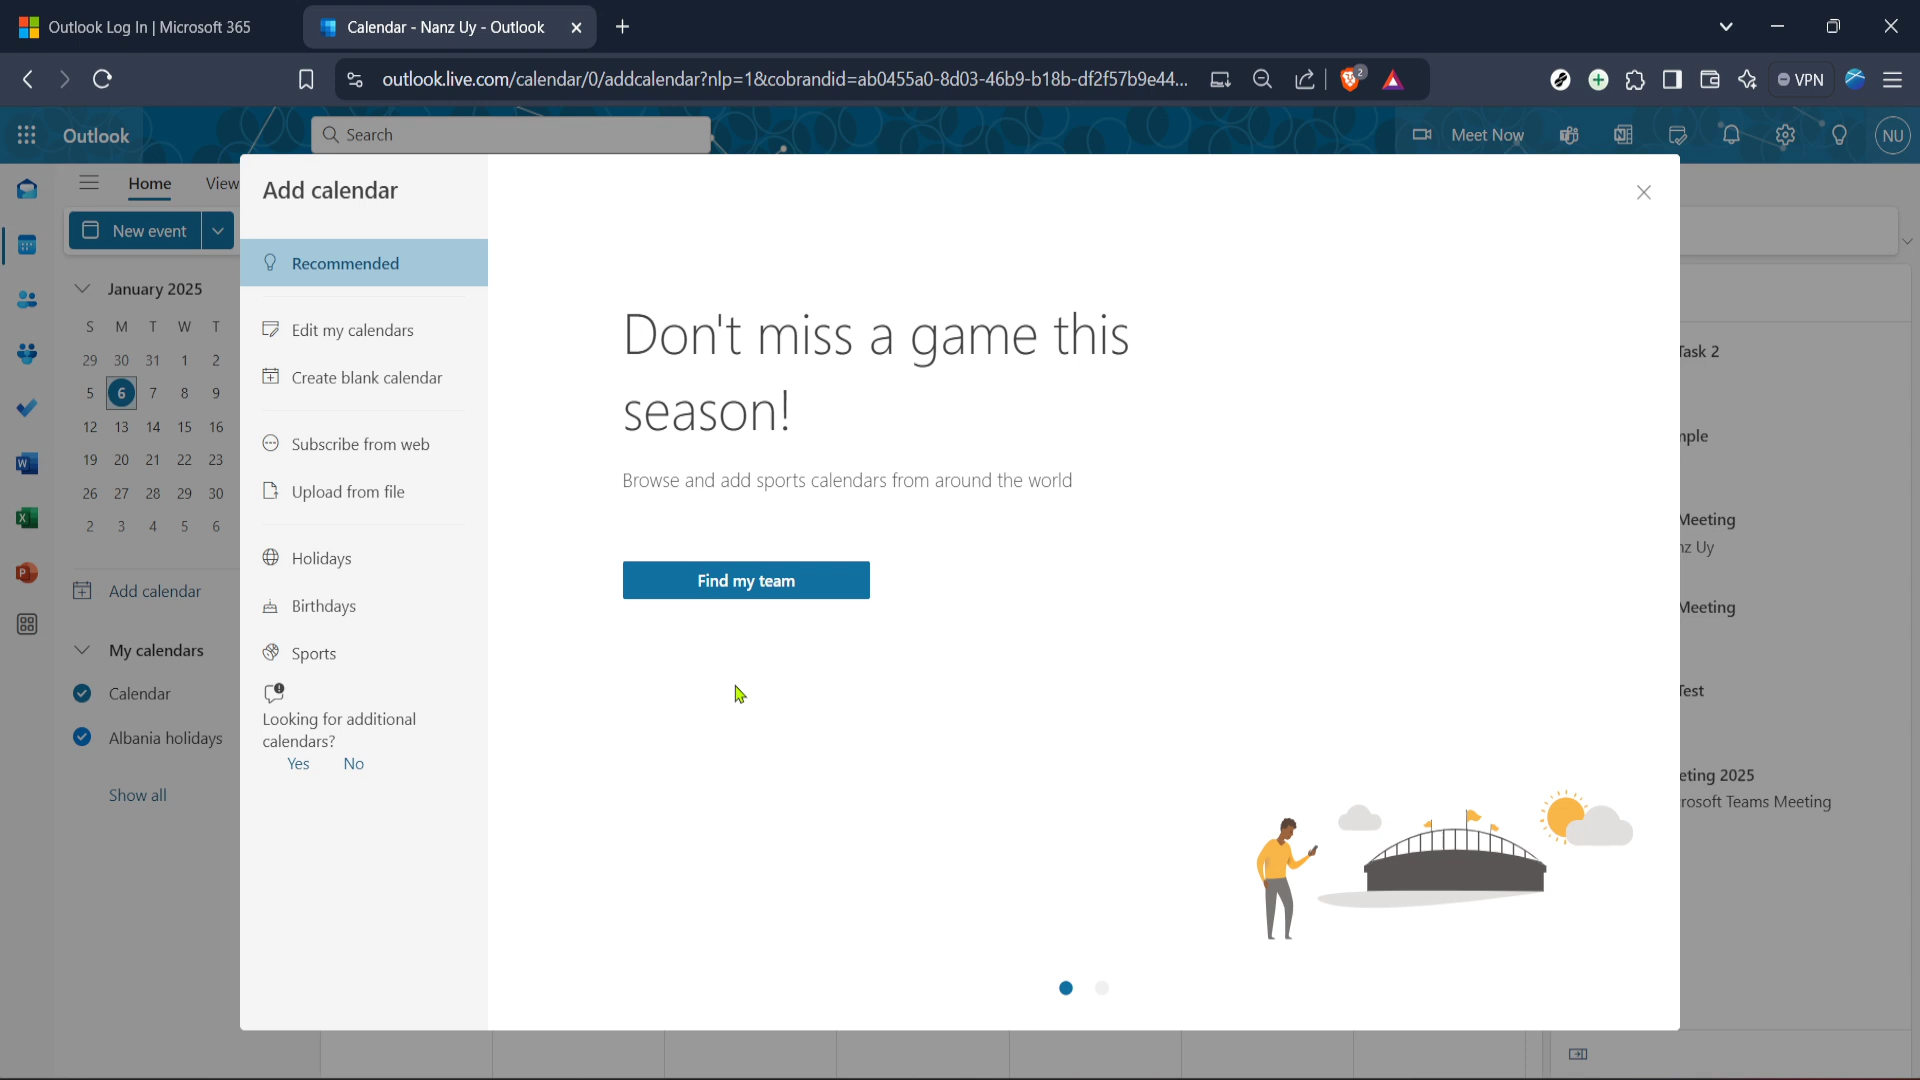 Outlook Log In | Microsoft 365
Calendar - Nanz Uy - Outlook
outlook.live.com/calendar/0/addcalendar?nlp=1&cobrandid=ab0455a0-8d03-46b9-b18b-df2f57b9e44...
2
VPN
Outlook
Search
Meet Now
NU
Home
View
New event
January 2025
S M T W T
29 30 31 1 2
5 6 7 8 9
12 13 14 15 16
19 20 21 22 23
26 27 28 29 30
2 3 4 5 6
Add calendar
My calendars
Calendar
Albania holidays
Show all
Add calendar
Recommended
Edit my calendars
Create blank calendar
Subscribe from web
Upload from file
Holidays
Birthdays
Sports
Looking for additional
calendars?
Yes No
Don't miss a game this
season!
Browse and add sports calendars from around the world
Find my team
Task 2
mple
Meeting
nz Uy
Meeting
Test
eting 2025
rosoft Teams Meeting